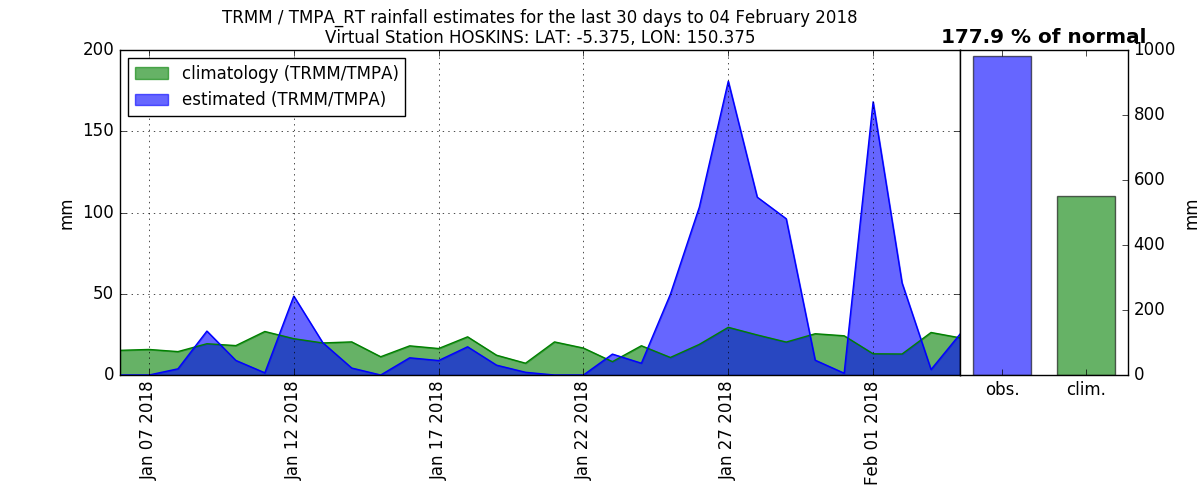 TRMM / TMPA_RT rainfall estimates for the last 30 days to 04 February 2018
Virtual Station HOSKINS: LAT: -5.375, LON: 150.375
177.9 % of normal
climatology (TRMM/TMPA)
estimated (TRMM/TMPA)
mm
200
150
100
50
0
Jan 07 2018
Jan 12 2018
Jan 17 2018
Jan 22 2018
Jan 27 2018
Feb 01 2018
1000
800
600
400
200
0
mm
obs.
clim.